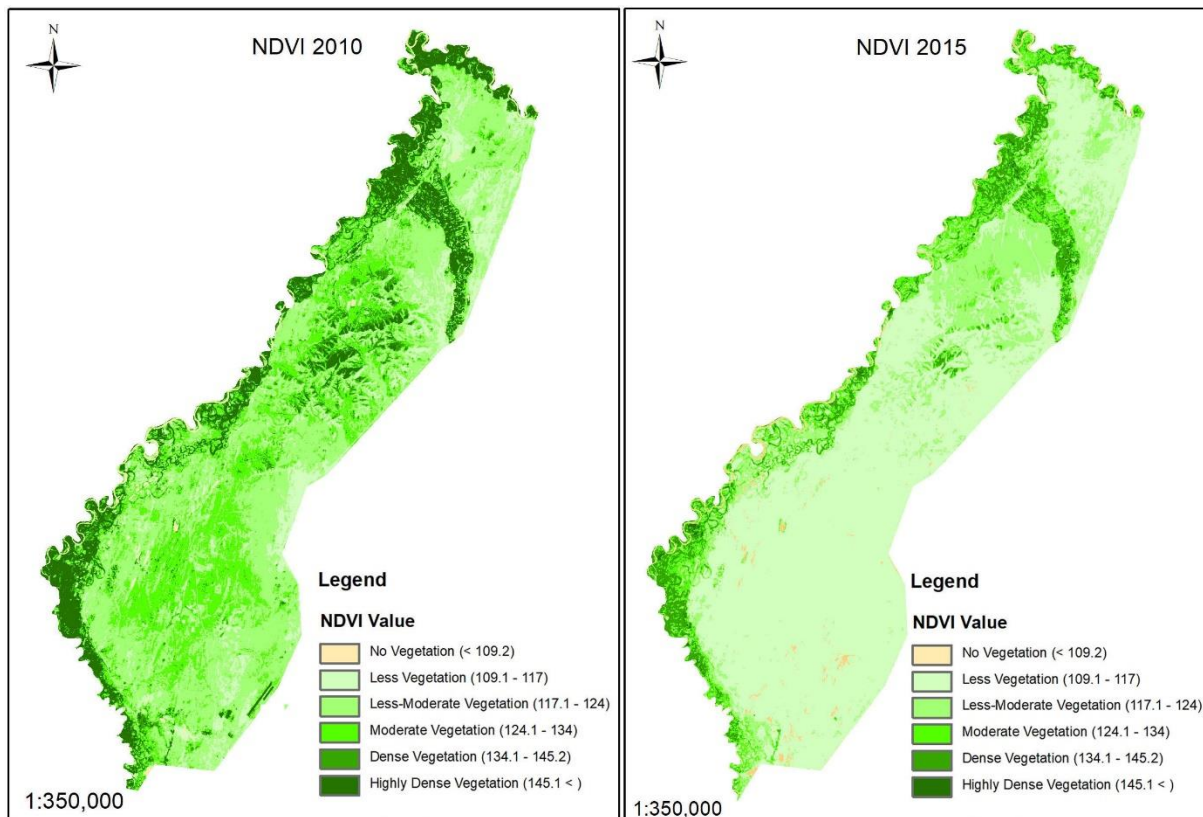 N
NDVI 2010
Legend
NDVI Value
No Vegetation (< 109.2)
Less Vegetation (109.1 - 117)
Less-Moderate Vegetation (117.1 - 124)
Moderate Vegetation (124.1 - 134)
Dense Vegetation (134.1 - 145.2)
Highly Dense Vegetation (145.1 < )
1:350,000
N
NDVI 2015
Legend
NDVI Value
No Vegetation (< 109.2)
Less Vegetation (109.1 - 117)
Less-Moderate Vegetation (117.1 - 124)
Moderate Vegetation (124.1 - 134)
Dense Vegetation (134.1 - 145.2)
Highly Dense Vegetation (145.1 < )
1:350,000